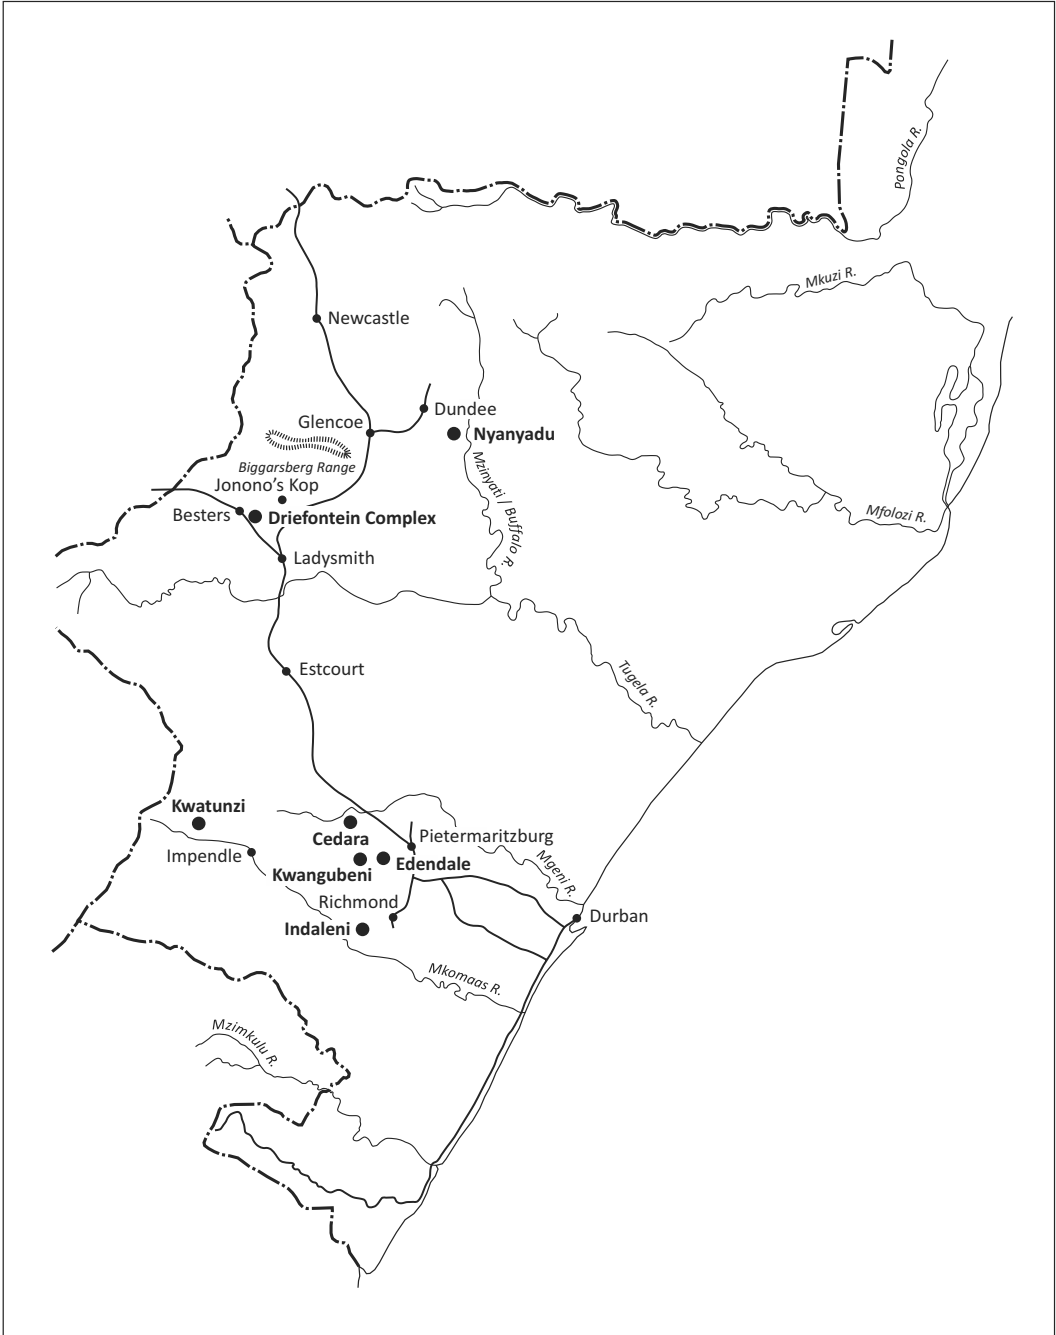 Pongola R.
Mkuzi R.
Newcastle
Dundee
Glencoe
Nyanyadu
Biggarsberg Range
Jonono's Kop
Mzinyati / Buffalo R.
Besters
Driefontein Complex
Mfolozi R.
Ladysmith
Estcourt
Tugela R.
Kwatunzi
Cedara
Pietermaritzburg
Impendle
Edendale
Mgeni R.
Kwangubeni
Richmond
Durban
Indaleni
Mkomaas R.
Mzimkulu R.